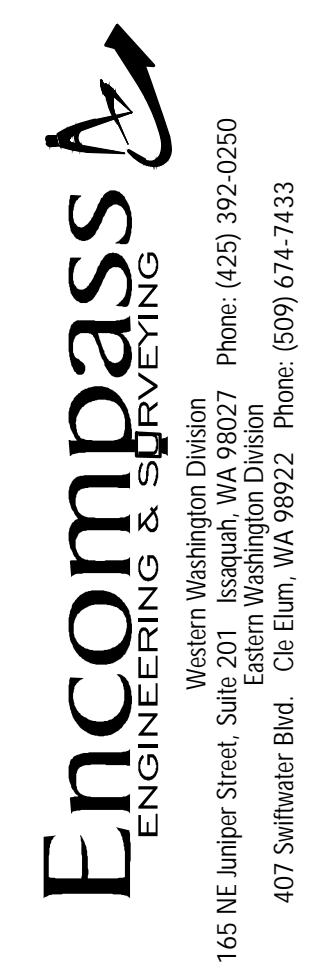 Encompass
ENGINEERING & SURVEYING
Western Washington Division
165 NE Juniper Street, Suite 201 Issaquah, WA 98027 Phone: (425) 392-0250
Eastern Washington Division
407 Swiftwater Blvd. Cle Elum, WA 98922 Phone: (509) 674-7433